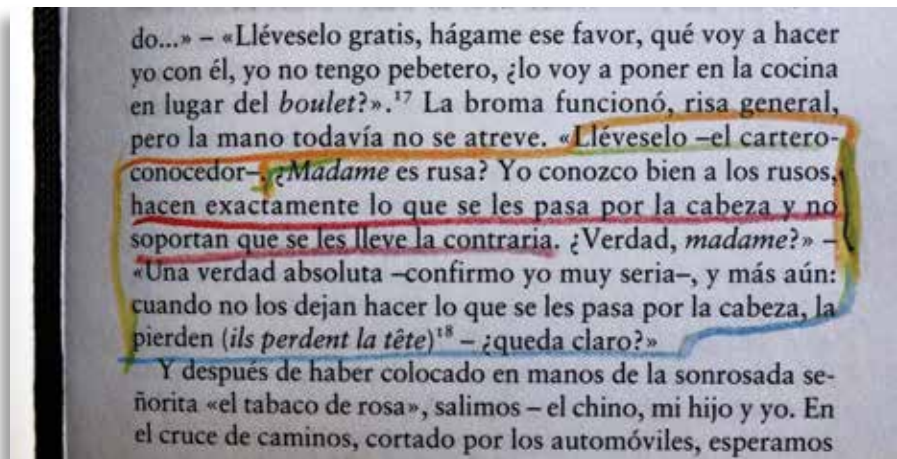 do...» – «Lléveselo gratis, hágame ese favor, qué voy a hacer
yo con él, yo no tengo pebetero, ¿lo voy a poner en la cocina
en lugar del boulet?».¹⁷ La broma funcionó, risa general,
pero la mano todavía no se atreve. «Lléveselo –el cartero-
conocedor–. ¿Madame es rusa? Yo conozco bien a los rusos,
hacen exactamente lo que se les pasa por la cabeza y no
soportan que se les lleve la contraria. ¿Verdad, madame?» –
«Una verdad absoluta –confirmo yo muy seria–, y más aún:
cuando no los dejan hacer lo que se les pasa por la cabeza, la
pierden (ils perdent la tête)¹⁸ – ¿queda claro?»
Y después de haber colocado en manos de la sonrosada se-
ñorita «el tabaco de rosa», salimos – el chino, mi hijo y yo. En
el cruce de caminos, cortado por los automóviles, esperamos